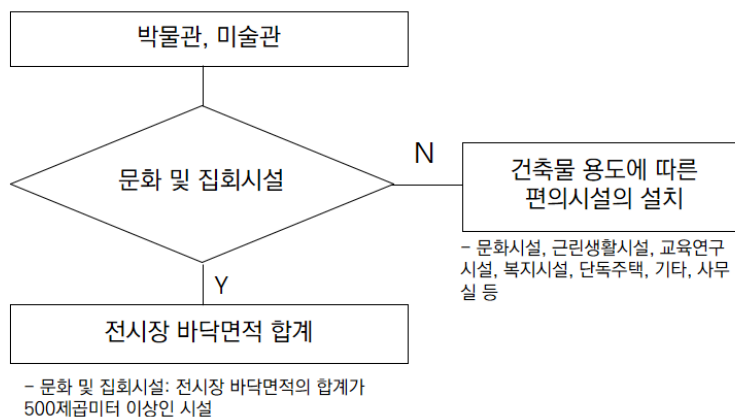 박물관, 미술관
문화 및 집회시설
N
건축물 용도에 따른
편의시설의 설치
- 문화시설, 근린생활시설, 교육연구
시설, 복지시설, 단독주택, 기타, 사무
실 등
Y
전시장 바닥면적 합계
- 문화 및 집회시설: 전시장 바닥면적의 합계가
500제곱미터 이상인 시설